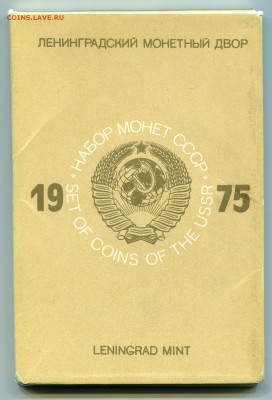 COINS.LAVE.RU
ЛЕНИНГРАДСКИЙ МОНЕТНЫЙ ДВОР
НАБОР МОНЕТ СССР
19 75
• SET OF COINS OF THE USSR •
LENINGRAD MINT